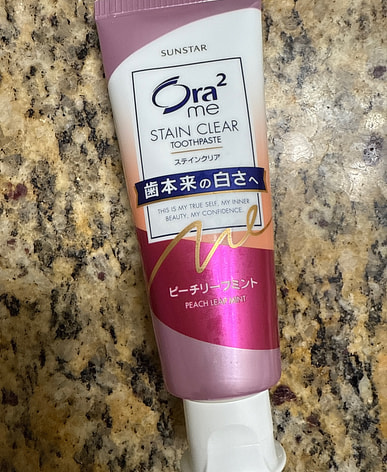 SUNSTAR
Ora2
me
STAIN CLEAR
TOOTHPASTE
ステインクリア
歯本来の白さへ
THIS IS MY TRUE SELF, MY INNER
BEAUTY, MY CONFIDENCE.
me
ピーチリーフミント
PEACH LEAF MINT